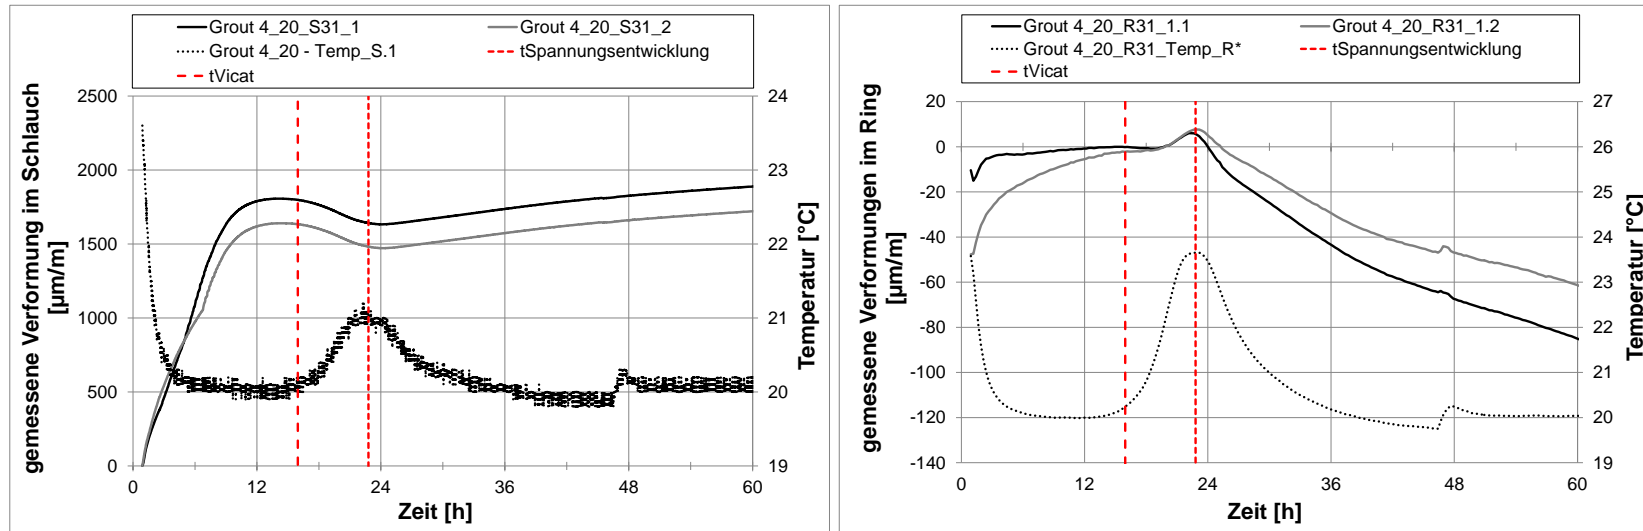 Grout 4_20_S31_1
Grout 4_20_S31_2
Grout 4_20 - Temp_S.1
tSpannungsentwicklung
tVicat
gemessene Verformung im Schlauch
[µm/m]
2500
2000
1500
1000
500
0
24
23
22
21
20
19
Temperatur [°C]
0
12
24
36
48
60
Zeit [h]
Grout 4_20_R31_1.1
Grout 4_20_R31_1.2
Grout 4_20_R31_Temp_R*
tSpannungsentwicklung
tVicat
gemessene Verfomungen im Ring
[µm/m]
20
0
-20
-40
-60
-80
-100
-120
-140
27
26
25
24
23
22
21
20
19
Temperatur [°C]
0
12
24
36
48
60
Zeit [h]